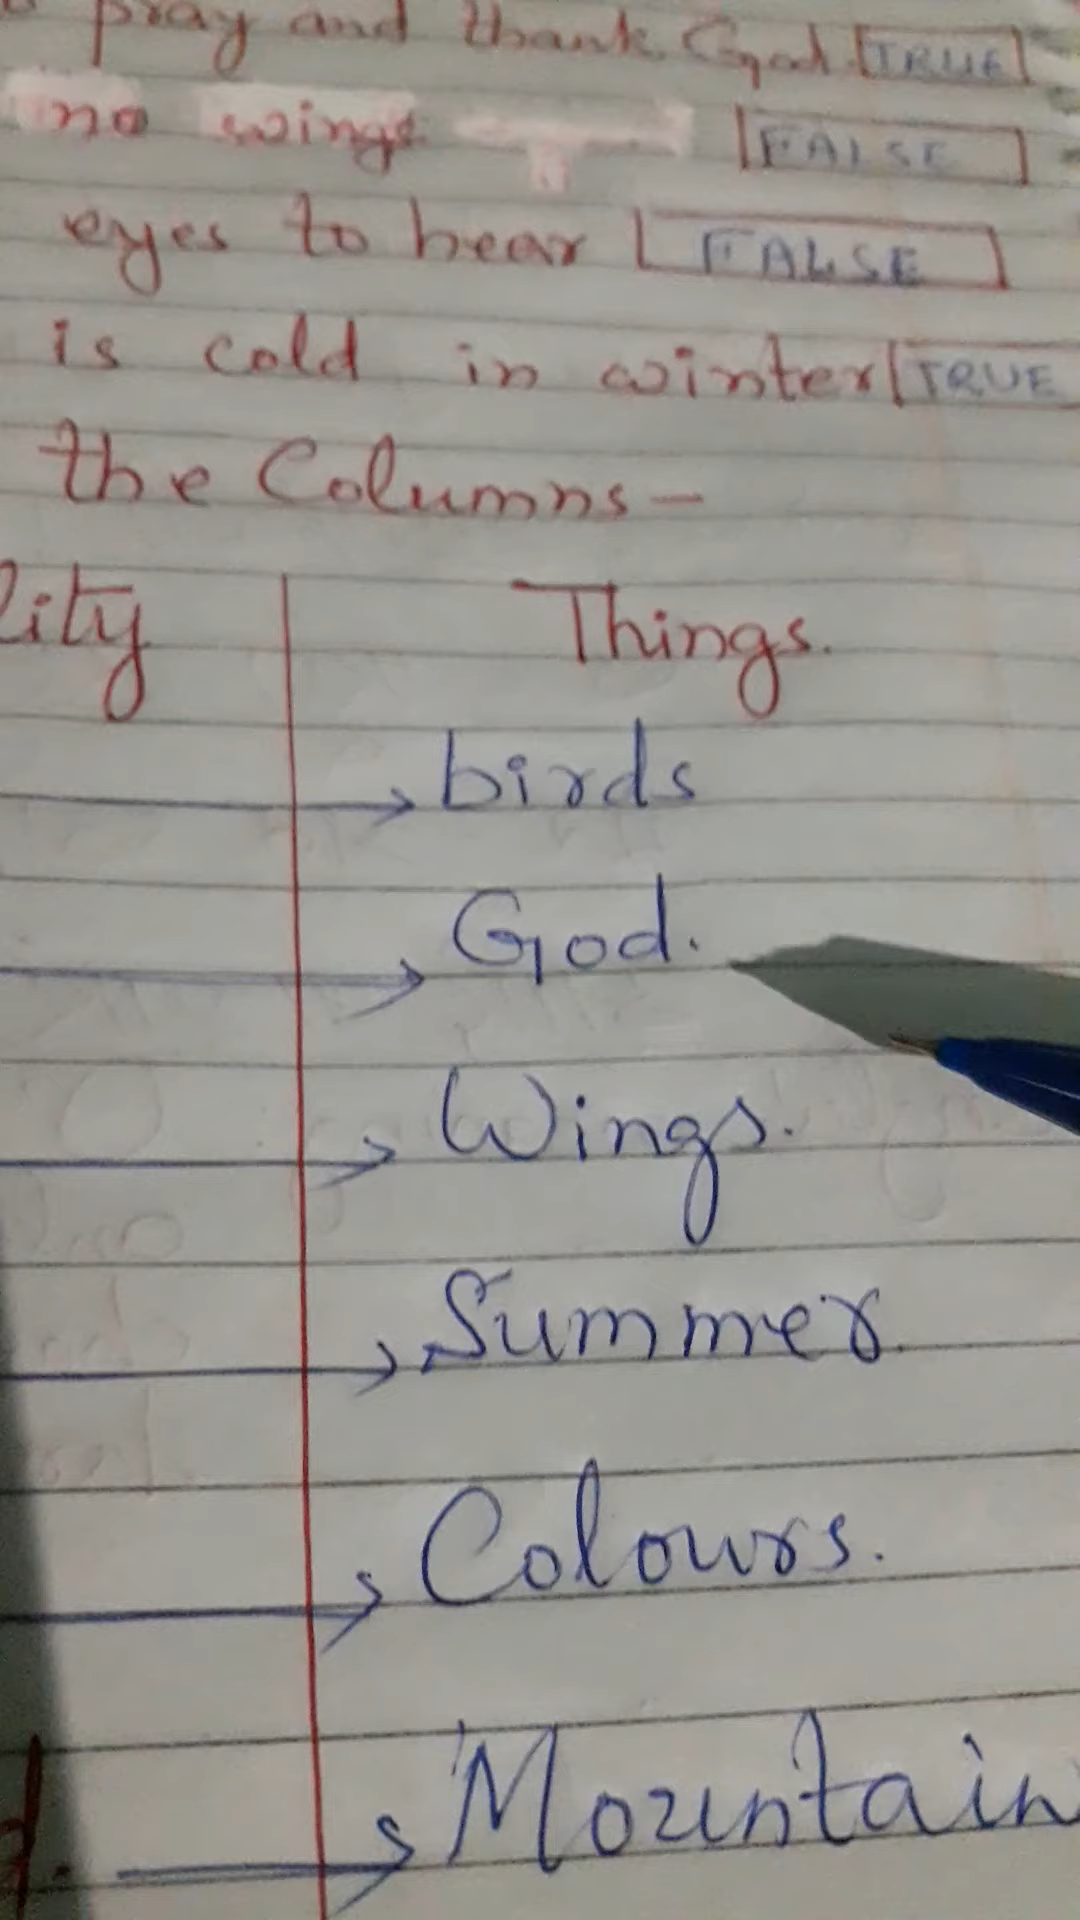 pray and thank God. [TRUE]
no wings [FALSE]
eyes to hear [FALSE]
is cold in winter [TRUE
the Columns -
lity Things.
birds
God.
Wings.
Summer.
Colours.
d. Mountain